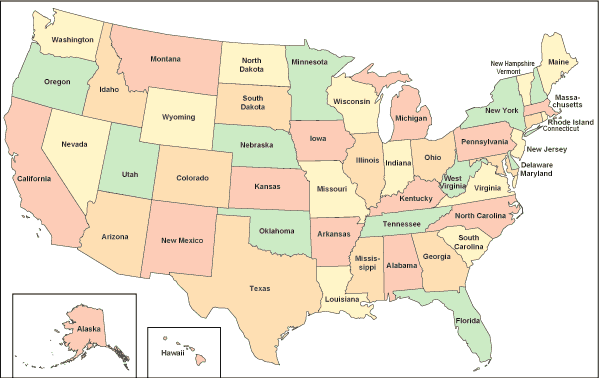 Washington
Montana
North
Dakota
Minnesota
Maine
New Hampshire
Vermont
Oregon
Idaho
South
Dakota
Wisconsin
Michigan
New York
Massa-
chusetts
Rhode Island
Connecticut
Wyoming
Nebraska
Iowa
Pennsylvania
New Jersey
Nevada
Utah
Colorado
Kansas
Missouri
Illinois
Indiana
Ohio
West
Virginia
Virginia
Delaware
Maryland
California
Kentucky
Arizona
New Mexico
Oklahoma
Arkansas
Tennessee
North Carolina
South
Carolina
Texas
Louisiana
Missis-
sippi
Alabama
Georgia
Florida
Alaska
Hawaii